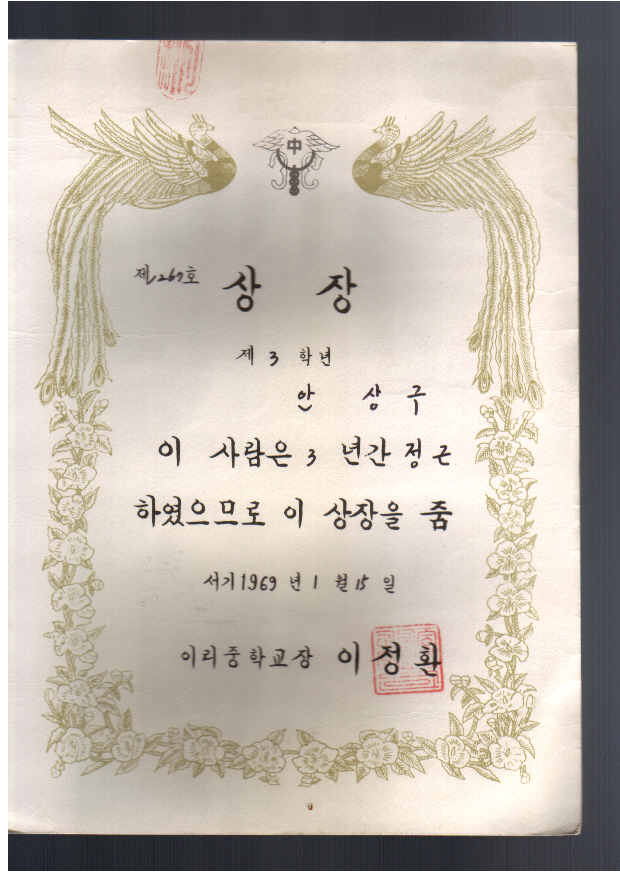 中
제1267호 상 장
제 3 학년
안 상 구
이 사람은 3 년간 정근
하였으므로 이 상장을 줌
서기 1969 년 1 월 15 일
이리중학교장 이정환